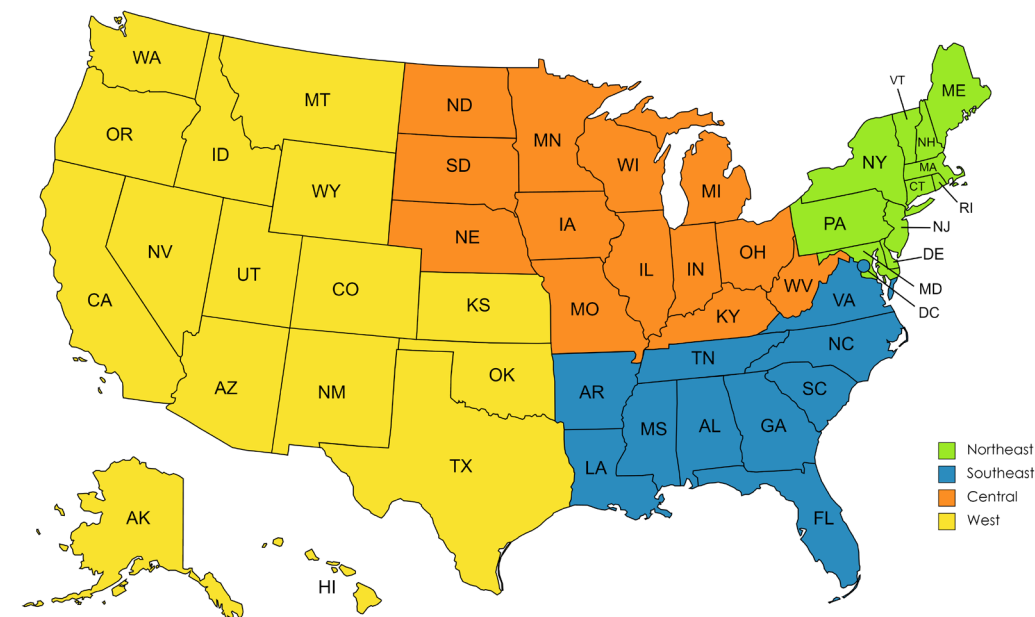 WA
MT
ND
MN
OR
ID
SD
WI
MI
WY
NE
IA
NV
UT
CO
CA
KS
IL
IN
OH
MO
WV
KY
VA
AZ
NM
OK
AR
TN
NC
SC
MS
AL
GA
TX
LA
FL
AK
HI
VT
ME
NH
NY
MA
CT
RI
PA
NJ
DE
MD
DC
Northeast
Southeast
Central
West